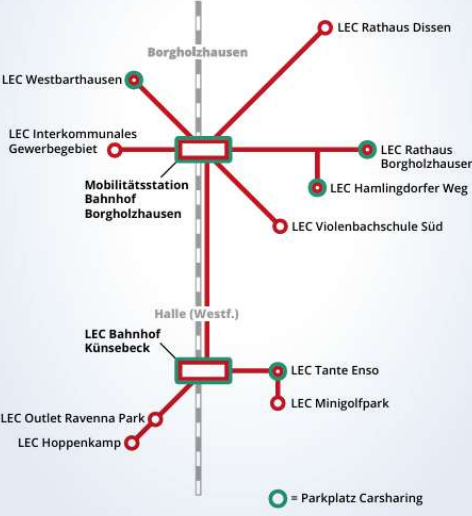 LEC Rathaus Dissen
Borgholzhausen
LEC Westbarthausen
LEC Interkommunales
Gewerbegebiet
LEC Rathaus
Borgholzhausen
Mobilitätsstation
Bahnhof
Borgholzhausen
LEC Hamlingdorfer Weg
LEC Violenbachschule Süd
Halle (Westf.)
LEC Bahnhof
Künsebeck
LEC Tante Enso
LEC Minigolfpark
LEC Outlet Ravenna Park
LEC Hoppenkamp
= Parkplatz Carsharing